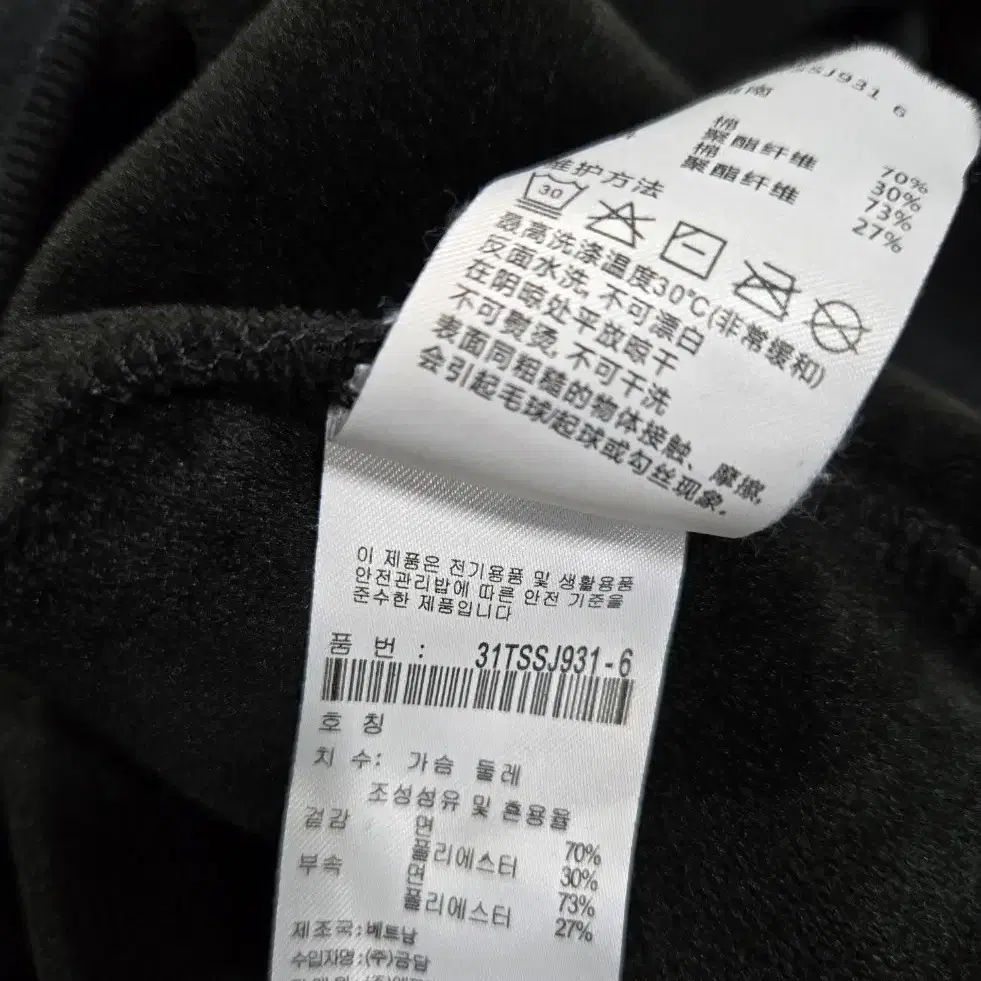 SSJ931 6
南
棉 70%
聚酯纤维 30%
棉 73%
聚酯纤维 27%
维护方法
30
最高洗涤温度30℃(非常缓和)
反面水洗, 不可漂白
在阴晾处平放晾干
不可熨烫, 不可干洗
表面同粗糙的物体接触、摩擦,
会引起毛球起球或勾丝现象.
이 제품은 전기용품 및 생활용품
안전관리밥에 따른 안전 기준을
준수한 제품입니다
품 번 : 31TSSJ931-6
호 칭
치 수: 가슴 둘레
조성섬유 및 혼용율
겉감 면 70%
폴리에스터 30%
부속 면 73%
폴리에스터 27%
제조국:베트남
수입자명:(주)공답